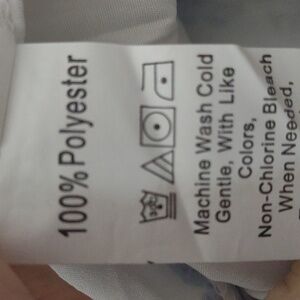 100% Polyester
Machine Wash Cold
Gentle, With Like
Colors,
Non-Chlorine Bleach
When Needed,